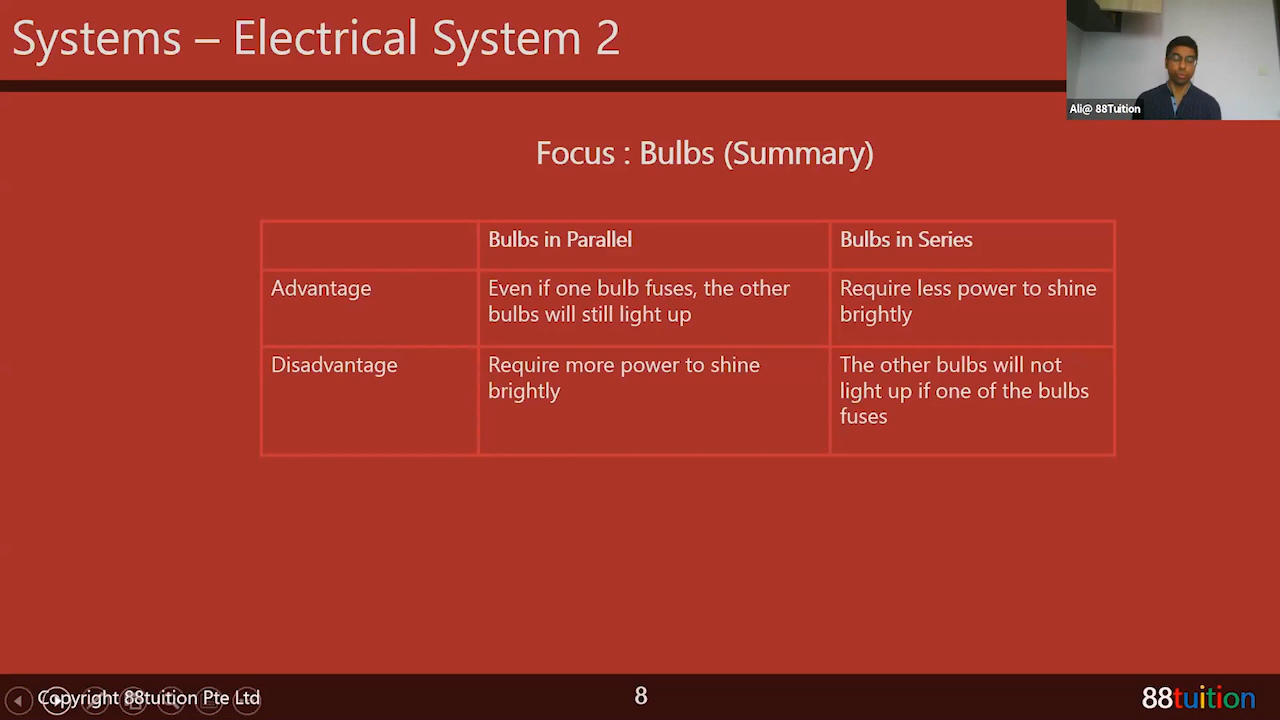 Systems – Electrical System 2
Ali@ 88Tuition
Focus : Bulbs (Summary)
Bulbs in Parallel
Bulbs in Series
Advantage
Even if one bulb fuses, the other
bulbs will still light up
Require less power to shine
brightly
Disadvantage
Require more power to shine
brightly
The other bulbs will not
light up if one of the bulbs
fuses
Copyright 88tuition Pte Ltd
8
88tuition